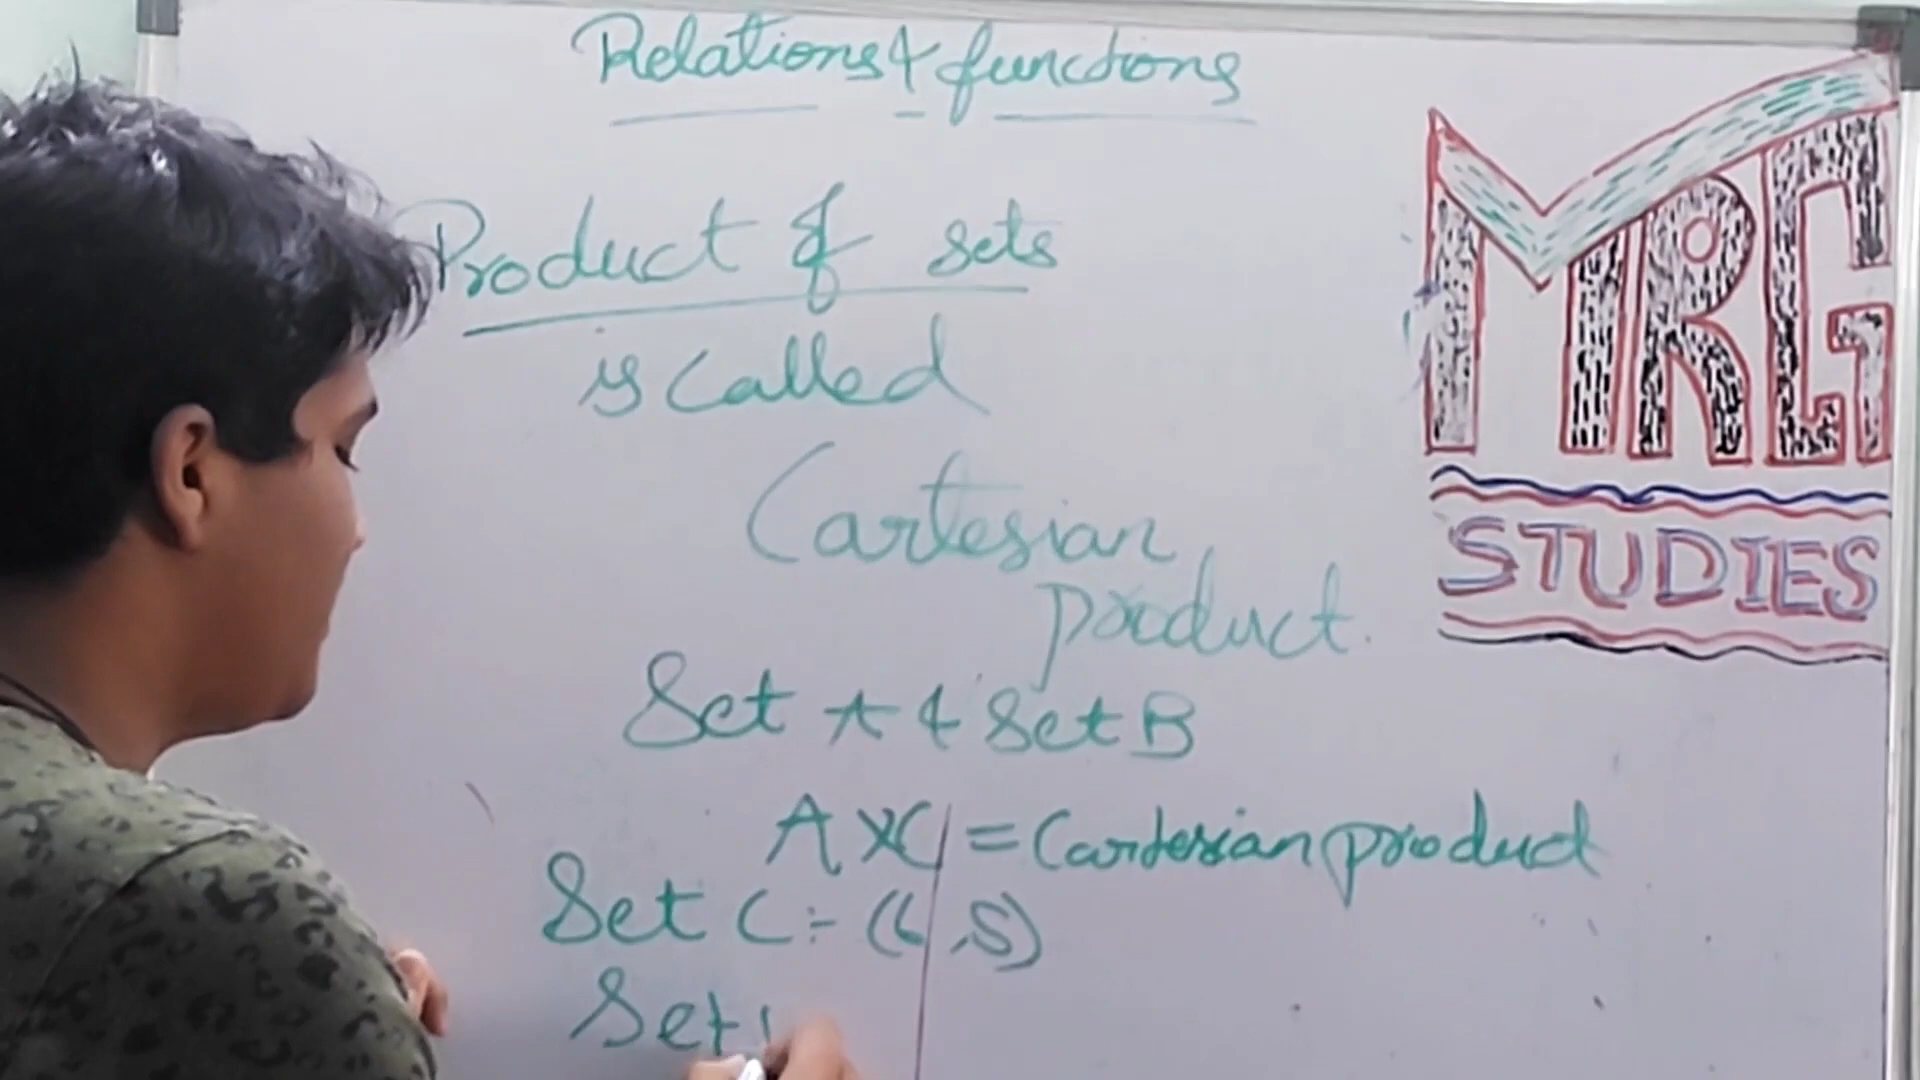 Relations & functions
Product of sets
is called
Cartesian
product.
Set A & Set B
A X C = Cartesian product
Set C = (L, S)
Set
MRG
STUDIES